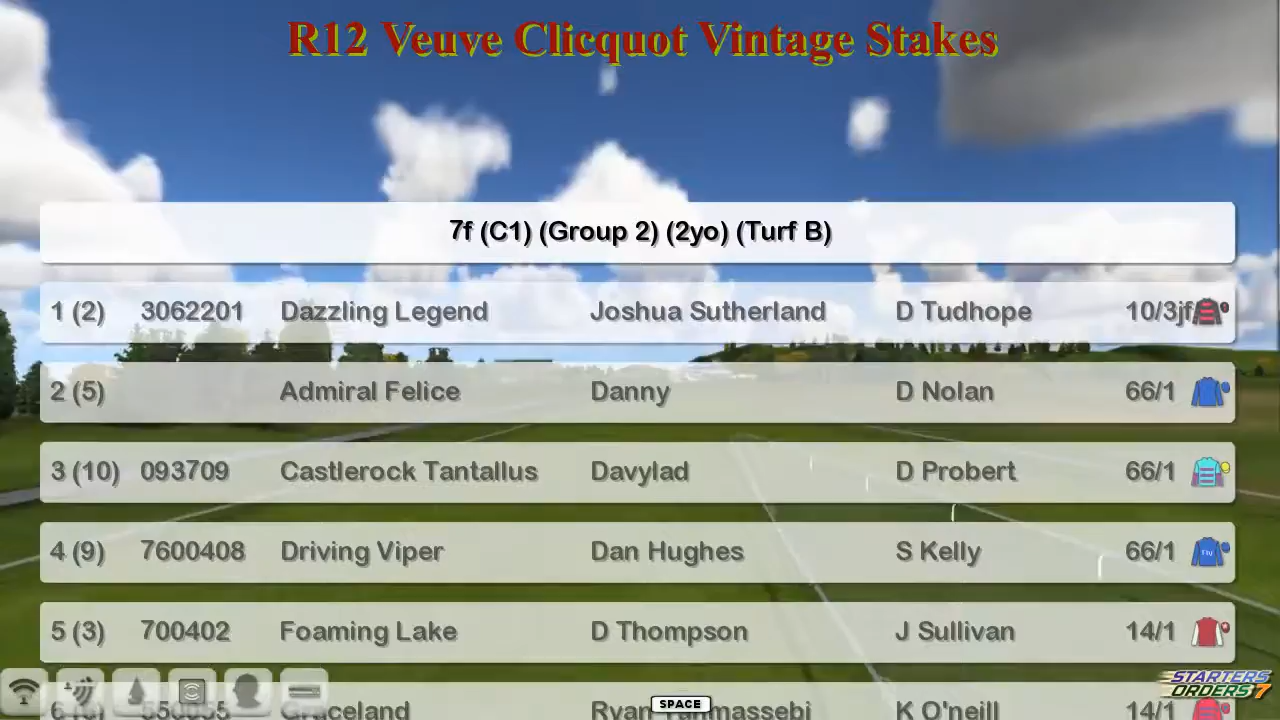 R12 Veuve Clicquot Vintage Stakes
7f (C1) (Group 2) (2yo) (Turf B)
1 (2) 3062201 Dazzling Legend Joshua Sutherland D Tudhope 10/3jf
2 (5) Admiral Felice Danny D Nolan 66/1
3 (10) 093709 Castlerock Tantallus Davylad D Probert 66/1
4 (9) 7600408 Driving Viper Dan Hughes S Kelly 66/1
5 (3) 700402 Foaming Lake D Thompson J Sullivan 14/1
Graceland Ryan K O'neill 14/1
SPACE
STARTERS
ORDERS 7